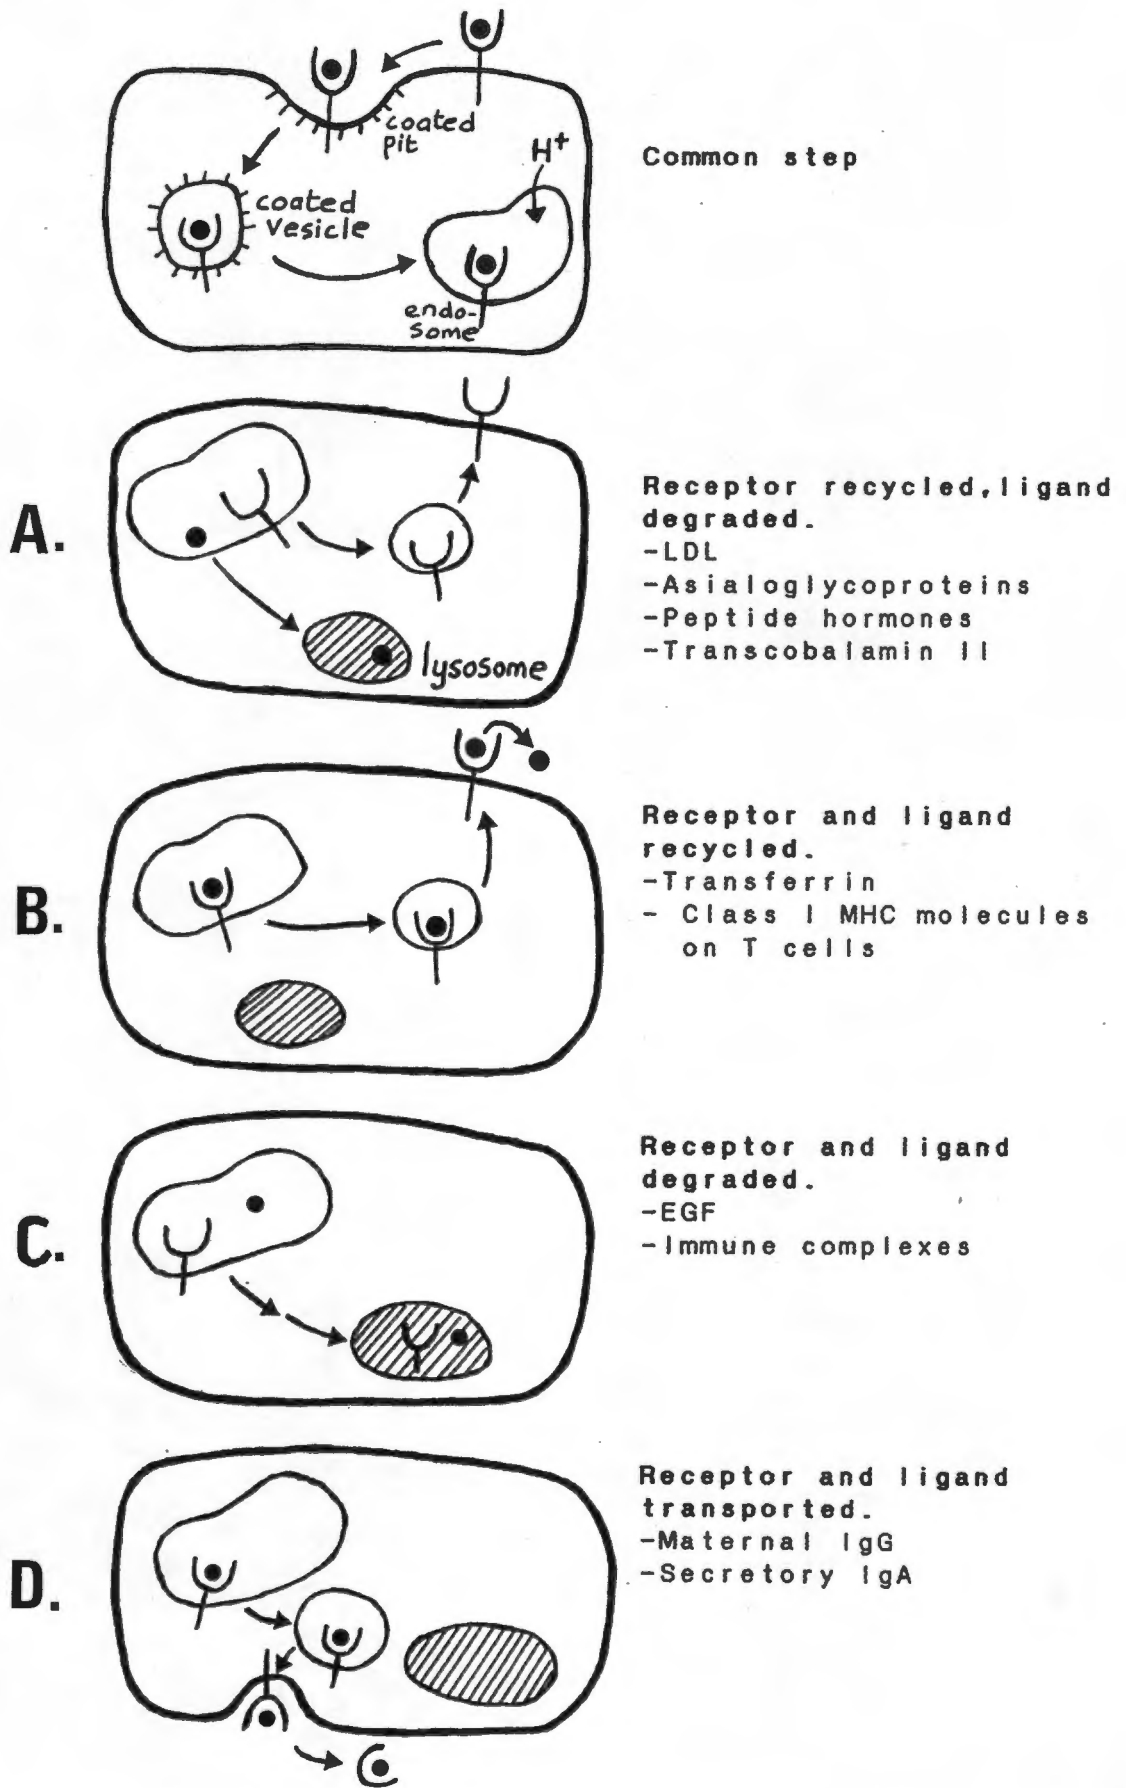 coated
pit
H+
coated
vesicle
endo-
some
Common step
A.
lysosome
Receptor recycled, ligand
degraded.
-LDL
-Asialoglycoproteins
-Peptide hormones
-Transcobalamin II
B.
Receptor and ligand
recycled.
-Transferrin
- Class I MHC molecules
on T cells
C.
Receptor and ligand
degraded.
-EGF
-Immune complexes
D.
Receptor and ligand
transported.
-Maternal IgG
-Secretory IgA